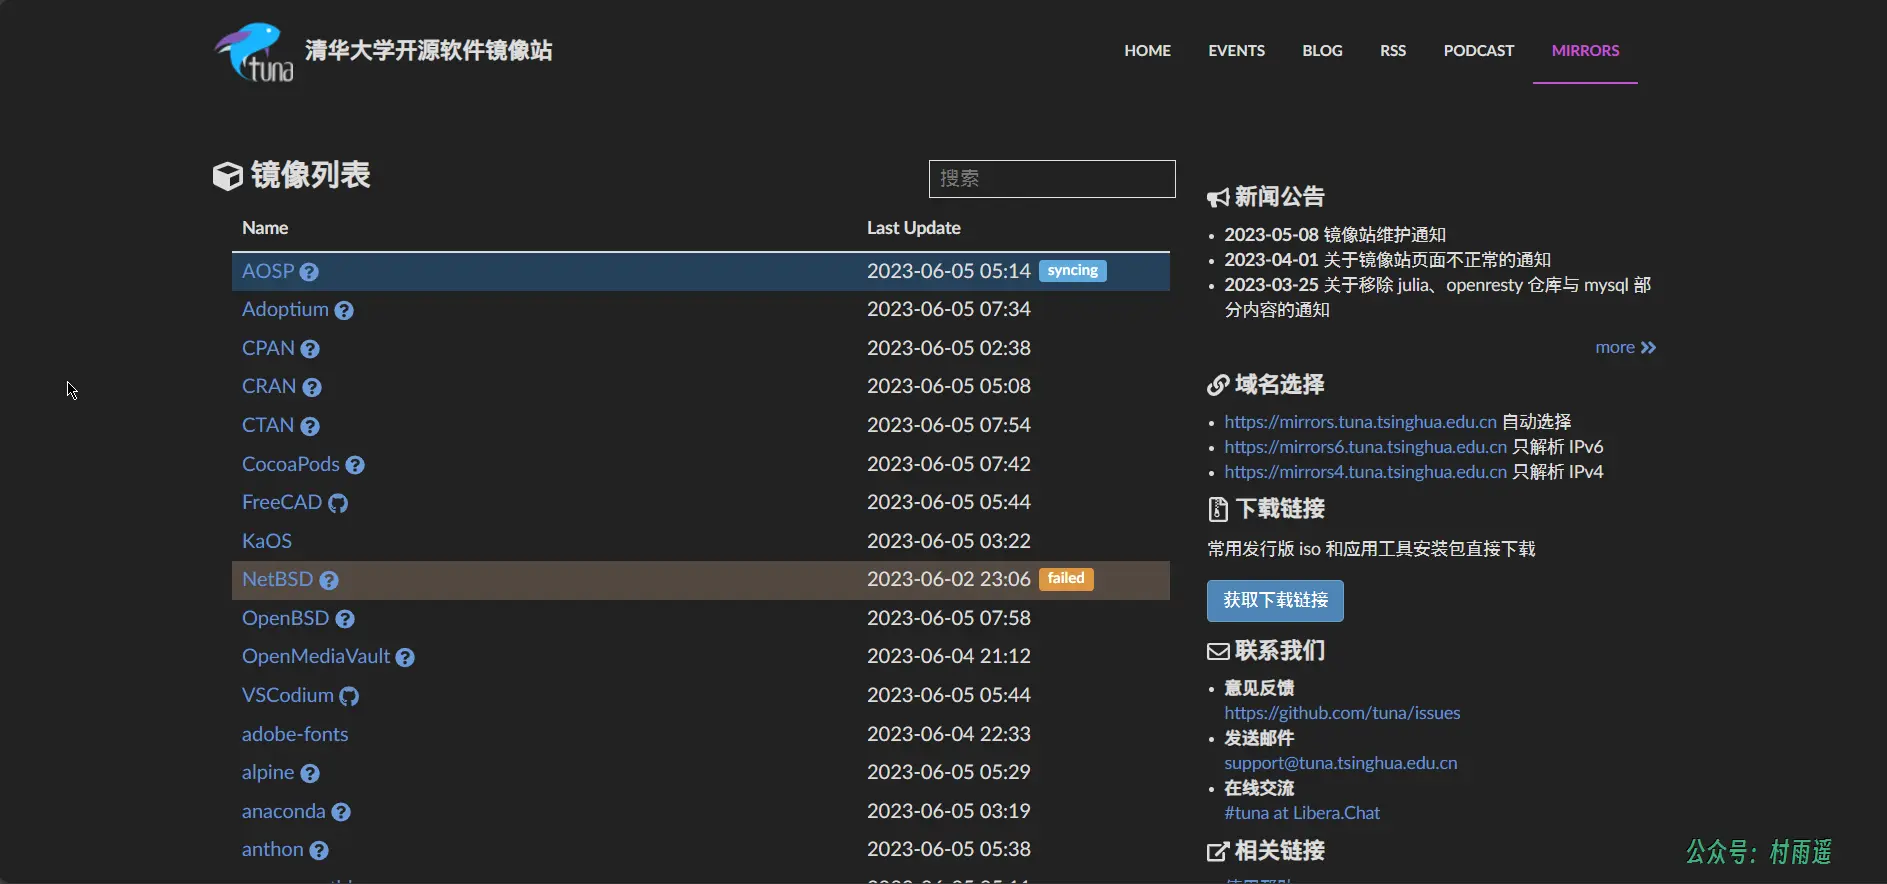 tuna
清华大学开源软件镜像站
HOME
EVENTS
BLOG
RSS
PODCAST
MIRRORS
镜像列表
搜索
Name
Last Update
AOSP
2023-06-05 05:14 syncing
Adoptium
2023-06-05 07:34
CPAN
2023-06-05 02:38
CRAN
2023-06-05 05:08
CTAN
2023-06-05 07:54
CocoaPods
2023-06-05 07:42
FreeCAD
2023-06-05 05:44
KaOS
2023-06-05 03:22
NetBSD
2023-06-02 23:06 failed
OpenBSD
2023-06-05 07:58
OpenMediaVault
2023-06-04 21:12
VSCodium
2023-06-05 05:44
adobe-fonts
2023-06-04 22:33
alpine
2023-06-05 05:29
anaconda
2023-06-05 03:19
anthon
2023-06-05 05:38
新闻公告
2023-05-08 镜像站维护通知
2023-04-01 关于镜像站页面不正常的通知
2023-03-25 关于移除 julia、openresty 仓库与 mysql 部
分内容的通知
more
域名选择
https://mirrors.tuna.tsinghua.edu.cn 自动选择
https://mirrors6.tuna.tsinghua.edu.cn 只解析 IPv6
https://mirrors4.tuna.tsinghua.edu.cn 只解析 IPv4
下载链接
常用发行版 iso 和应用工具安装包直接下载
获取下载链接
联系我们
意见反馈
https://github.com/tuna/issues
发送邮件
support@tuna.tsinghua.edu.cn
在线交流
#tuna at Libera.Chat
相关链接
公众号：村雨遥